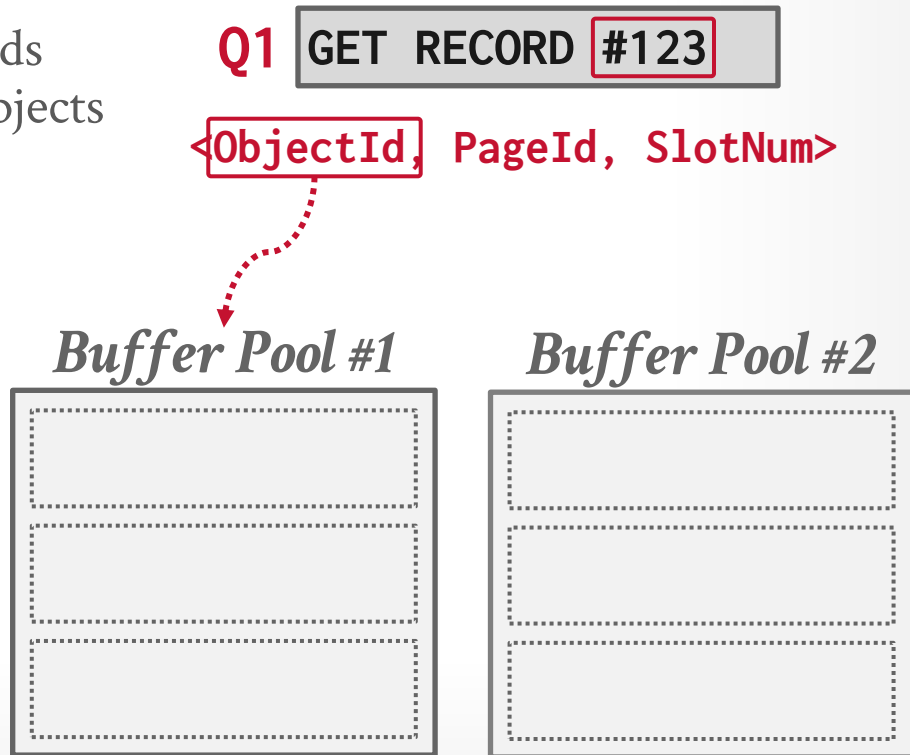 Q1 GET RECORD #123
<ObjectId, PageId, SlotNum>
Buffer Pool #1 Buffer Pool #2